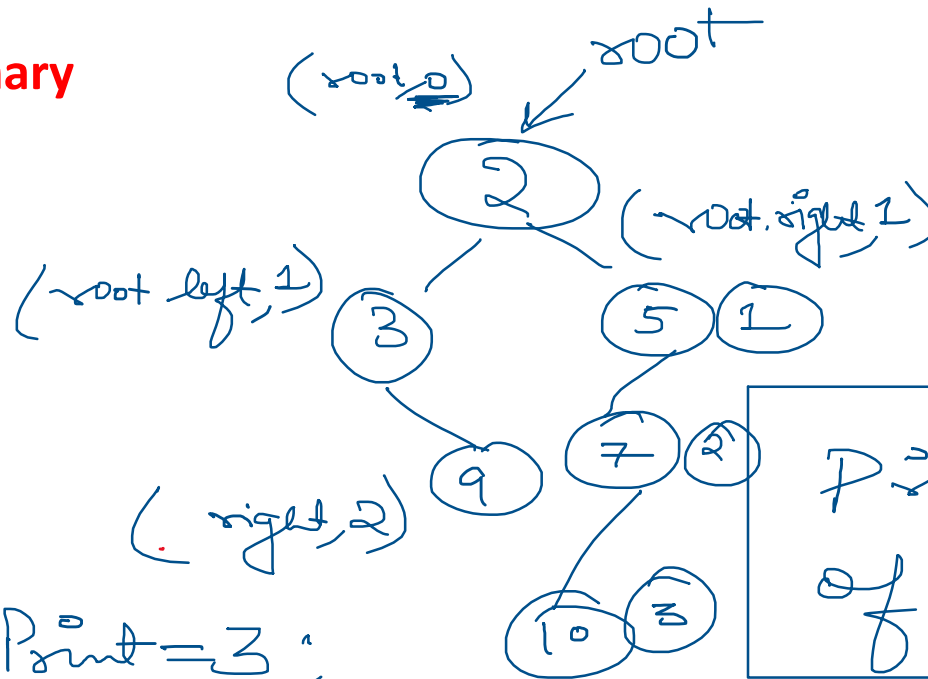 ary
root
(root, 0)
2
(root.right, 1)
(root left, 1)
3
5 1
9
7 2
(right, 2)
10 3
Print = 3 :
of